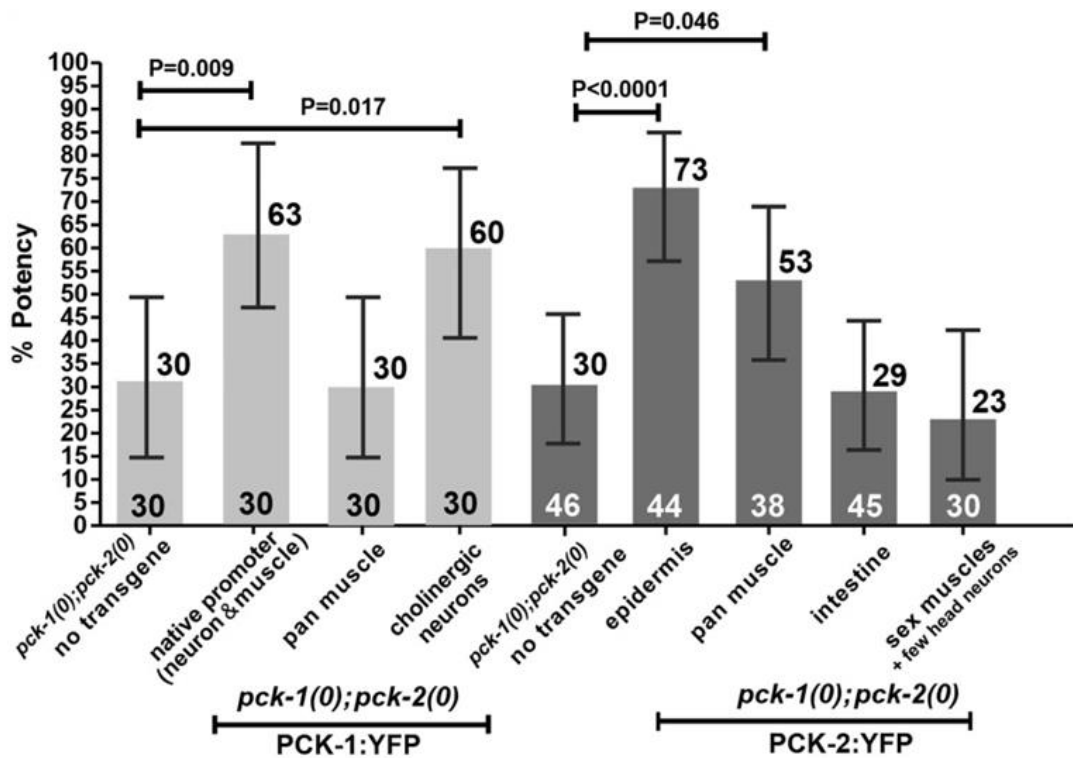 P=0.046
P=0.009
P<0.0001
P=0.017
% Potency
100
95
90
85
80
75
70
65
60
55
50
45
40
35
30
25
20
15
10
5
0
30
63
30
60
30
73
53
29
23
30
30
30
30
46
44
38
45
30
pck-1(0);pck-2(0)
no transgene
native promoter
(neuron & muscle)
pan muscle
cholinergic
neurons
pck-1(0);pck-2(0)
no transgene
epidermis
pan muscle
intestine
sex muscles
+ few head neurons
pck-1(0);pck-2(0)
PCK-1:YFP
pck-1(0);pck-2(0)
PCK-2:YFP